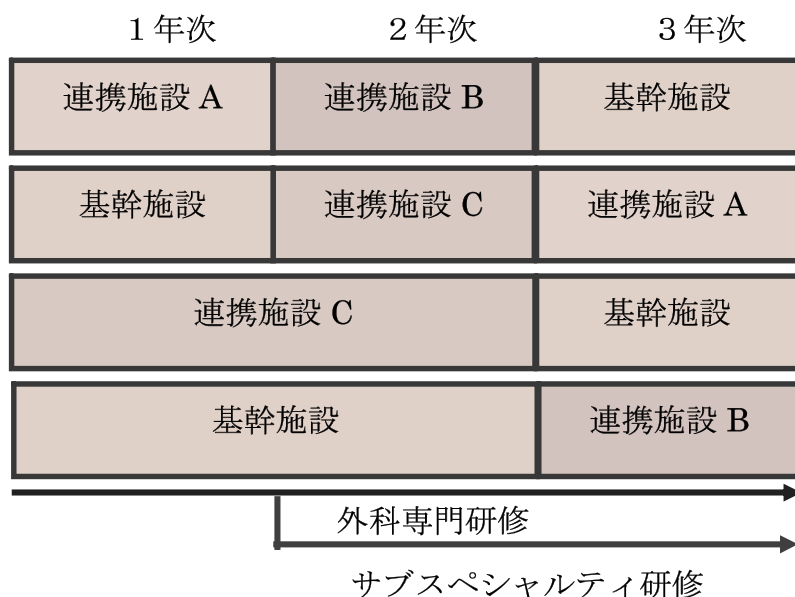 １年次 ２年次 ３年次
連携施設 A 連携施設 B 基幹施設
基幹施設 連携施設 C 連携施設 A
連携施設 C 基幹施設
基幹施設 連携施設 B
外科専門研修
サブスペシャルティ研修